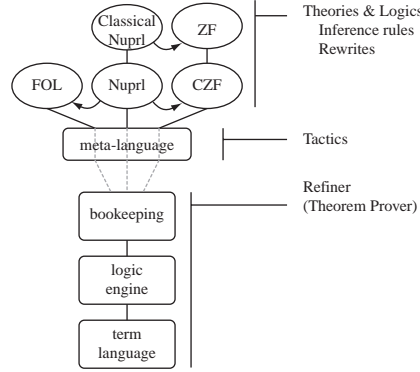 Classical
Nuprl
ZF
FOL
Nuprl
CZF
meta-language
bookeeping
logic
engine
term
language
Theories & Logics
Inference rules
Rewrites
Tactics
Refiner
(Theorem Prover)